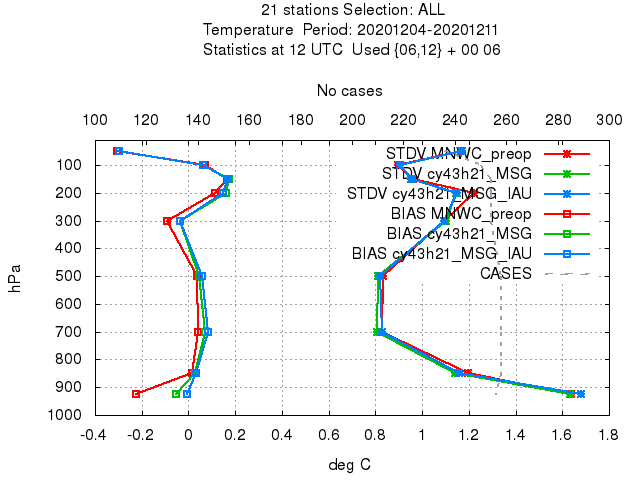 21 stations Selection: ALL
Temperature Period: 20201204-20201211
Statistics at 12 UTC Used {06,12} + 00 06
No cases
100 120 140 160 180 200 220 240 260 280 300
STDV MNWC_preop
STDV cy43h21_MSG
STDV cy43h21_MSG_IAU
BIAS MNWC_preop
BIAS cy43h21_MSG
BIAS cy43h21_MSG_IAU
CASES
hPa
100
200
300
400
500
600
700
800
900
1000
-0.4 -0.2 0 0.2 0.4 0.6 0.8 1 1.2 1.4 1.6 1.8
deg C